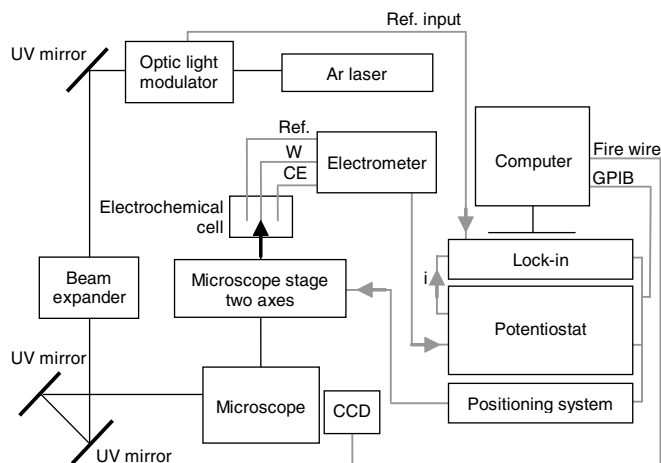 Ref. input
UV mirror
Optic light
modulator
Ar laser
Ref.
W
CE
Electrometer
Computer
Fire wire
GPIB
Electrochemical
cell
Beam
expander
Microscope stage
two axes
i
Lock-in
Potentiostat
UV mirror
Microscope
CCD
Positioning system
UV mirror